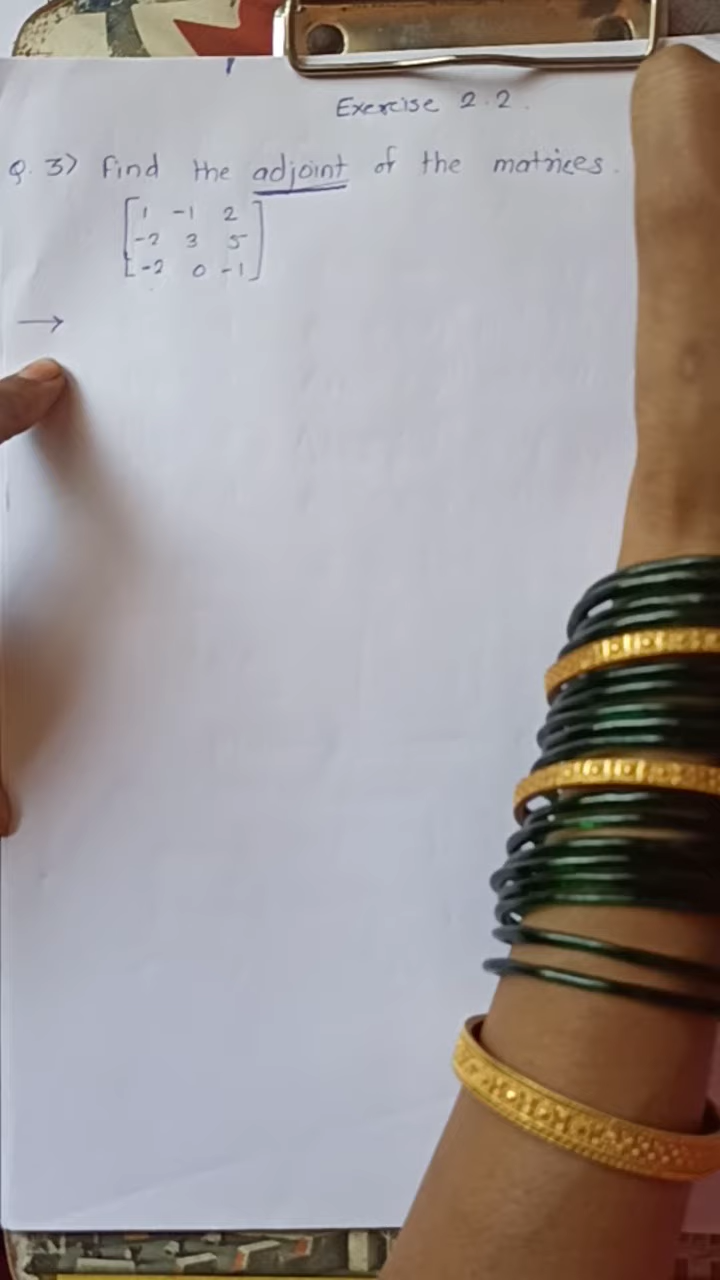 Exercise 2.2.
Q. 3) Find the adjoint of the matrices.
1 -1 2
-2 3 5
-2 0 -1
→